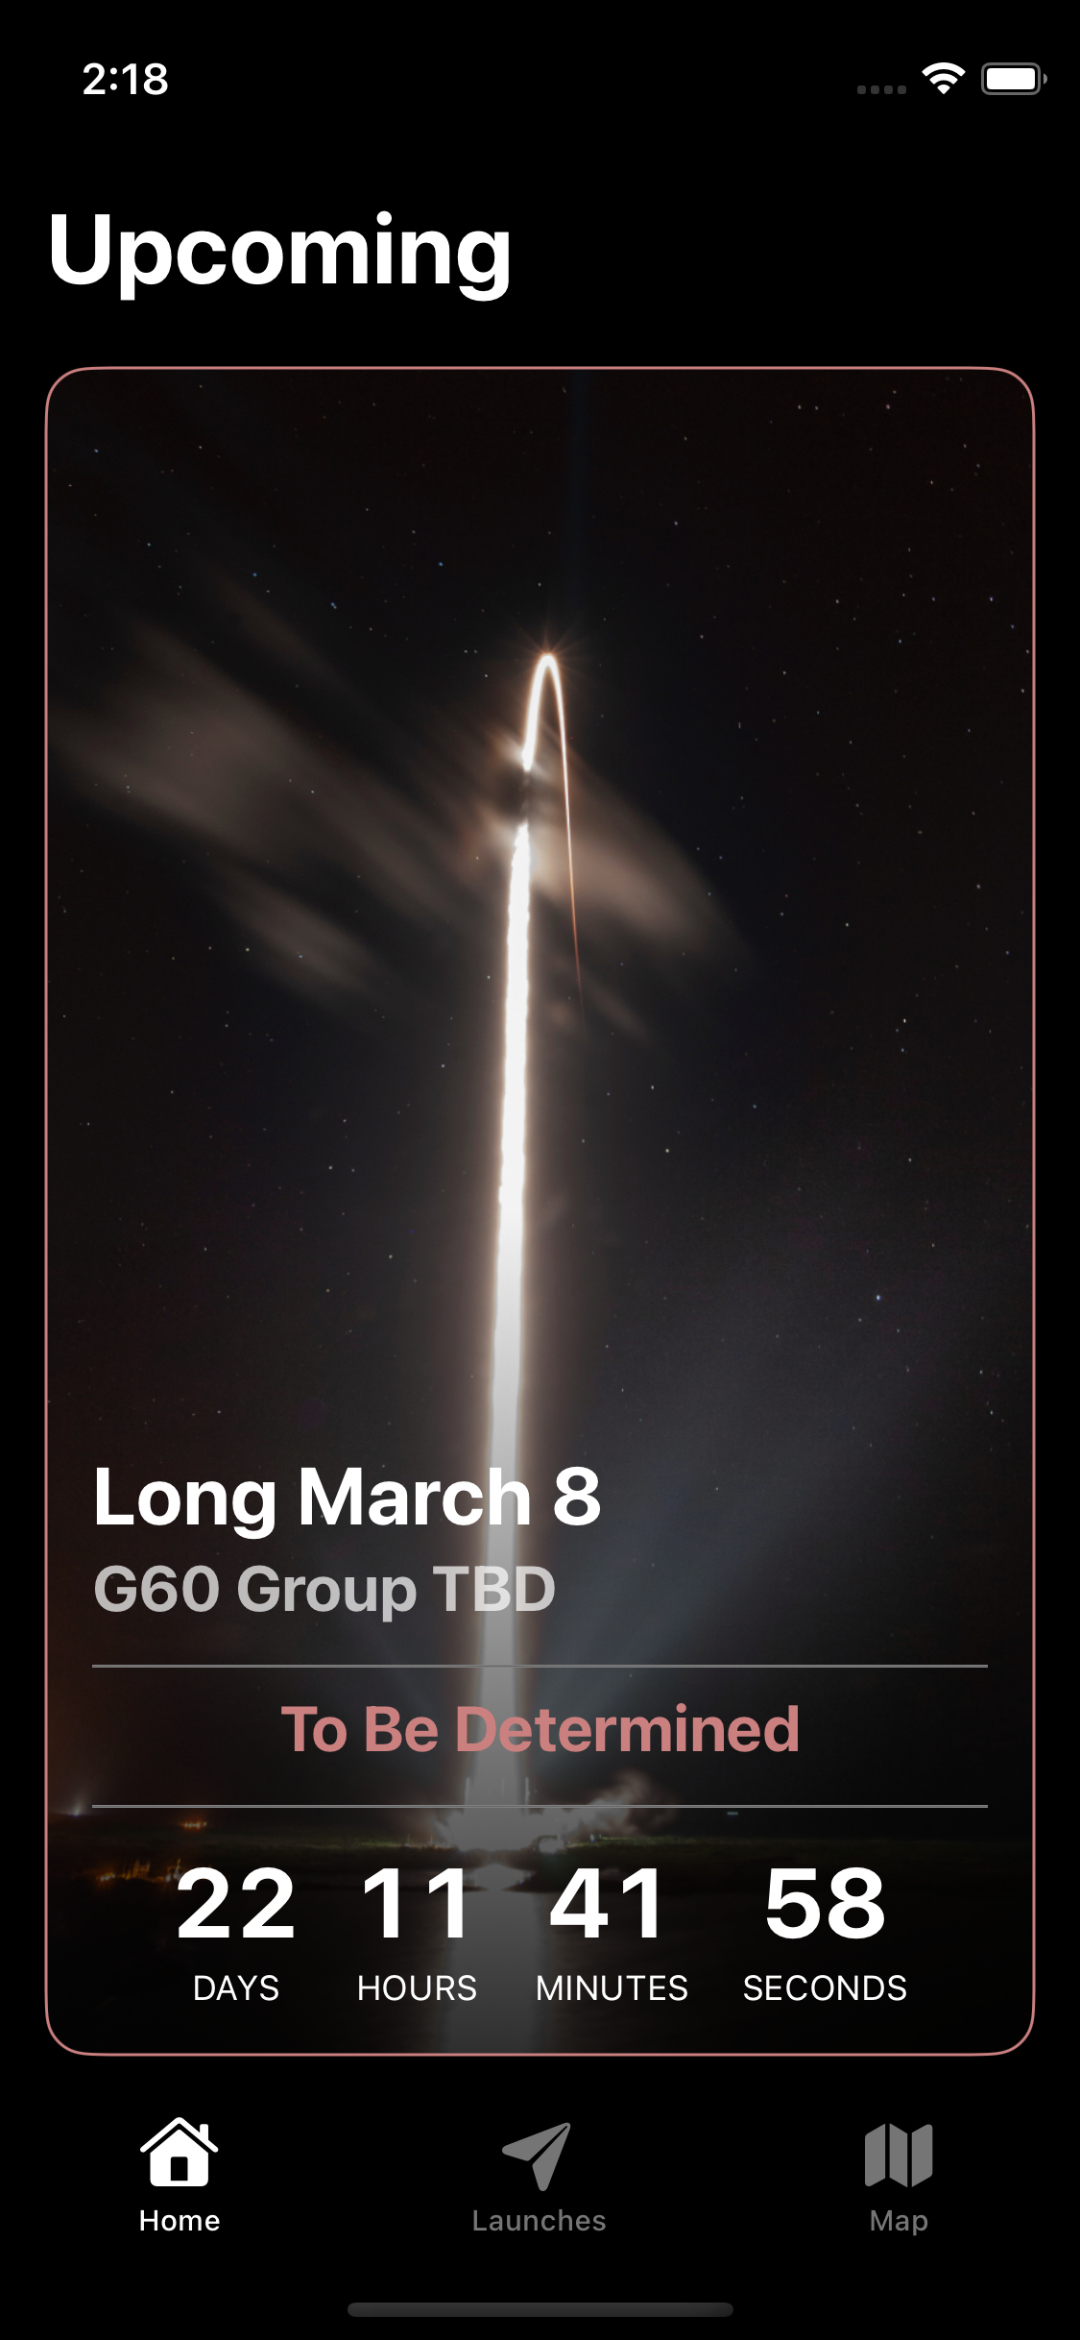 2:18
Upcoming
Long March 8
G60 Group TBD
To Be Determined
22 11 41 58
DAYS HOURS MINUTES SECONDS
Home Launches Map